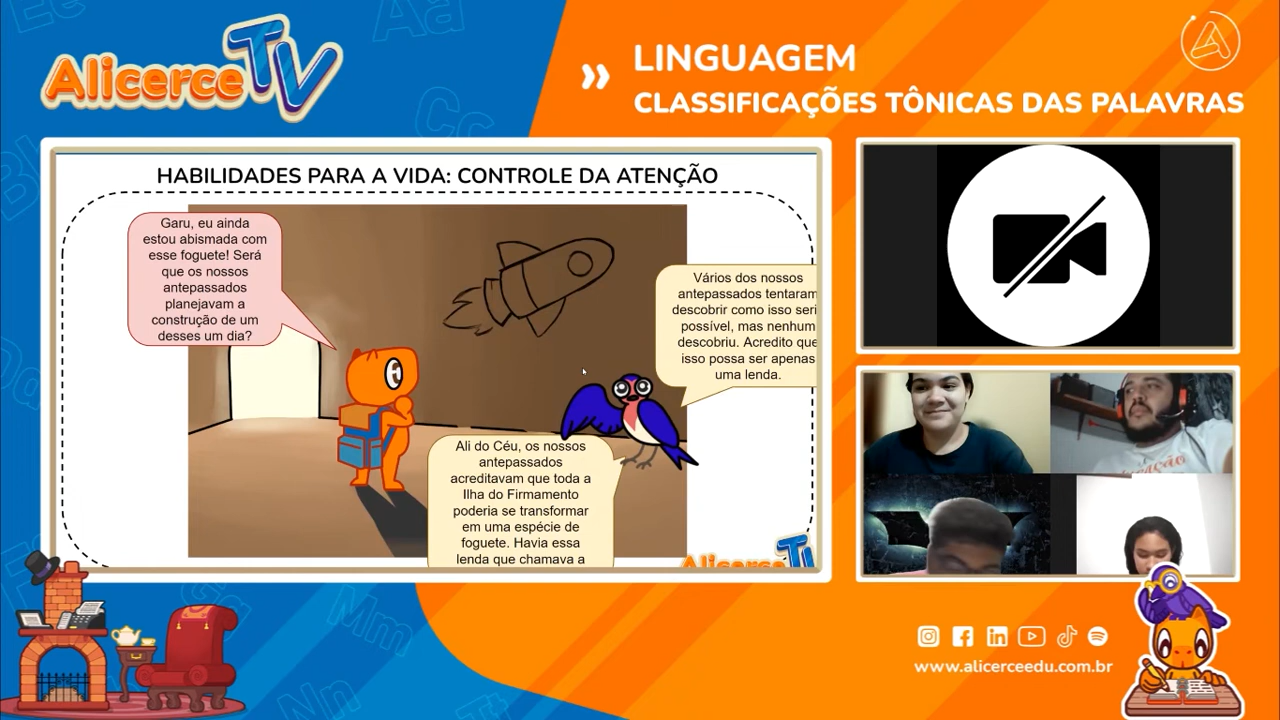 Alicerce TV
LINGUAGEM
CLASSIFICAÇÕES TÔNICAS DAS PALAVRAS
HABILIDADES PARA A VIDA: CONTROLE DA ATENÇÃO
Garu, eu ainda
estou abismada com
esse foguete! Será
que os nossos
antepassados
planejavam a
construção de um
desses um dia?
Vários dos nossos
antepassados tentaram
descobrir como isso seri
possível, mas nenhum
descobriu. Acredito que
isso possa ser apenas
uma lenda.
Ali do Céu, os nossos
antepassados
acreditavam que toda a
Ilha do Firmamento
poderia se transformar
em uma espécie de
foguete. Havia essa
lenda que chamava a
Alicerce TV
www.alicerceedu.com.br